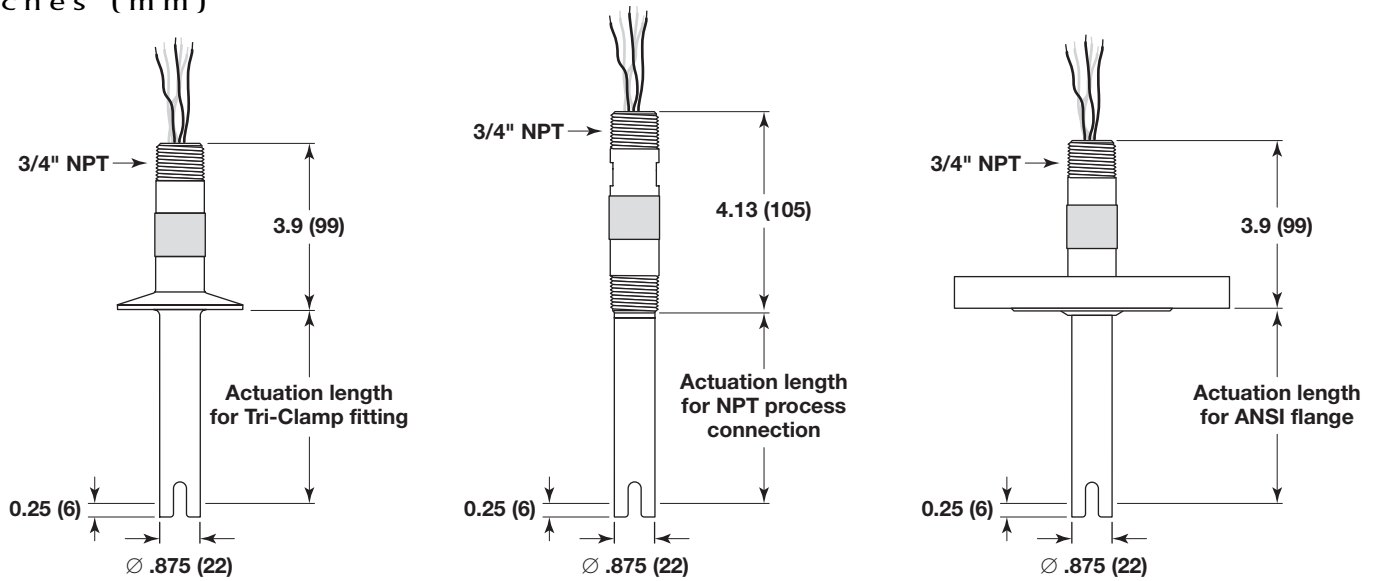 ches (mm)
3/4" NPT
3.9 (99)
Actuation length
for Tri-Clamp fitting
0.25 (6)
∅ .875 (22)
3/4" NPT
4.13 (105)
Actuation length
for NPT process
connection
0.25 (6)
∅ .875 (22)
3/4" NPT
3.9 (99)
Actuation length
for ANSI flange
0.25 (6)
∅ .875 (22)